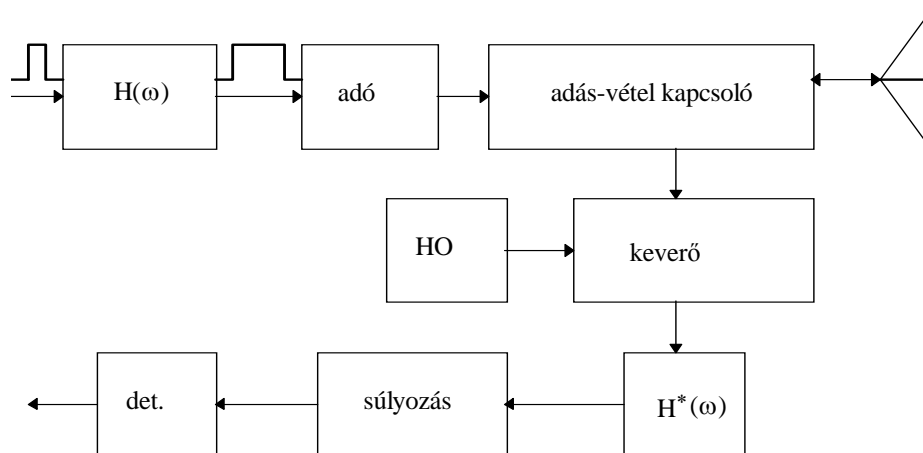 H(ω)
adó
adás-vétel kapcsoló
HO
keverő
det.
súlyozás
H*(ω)